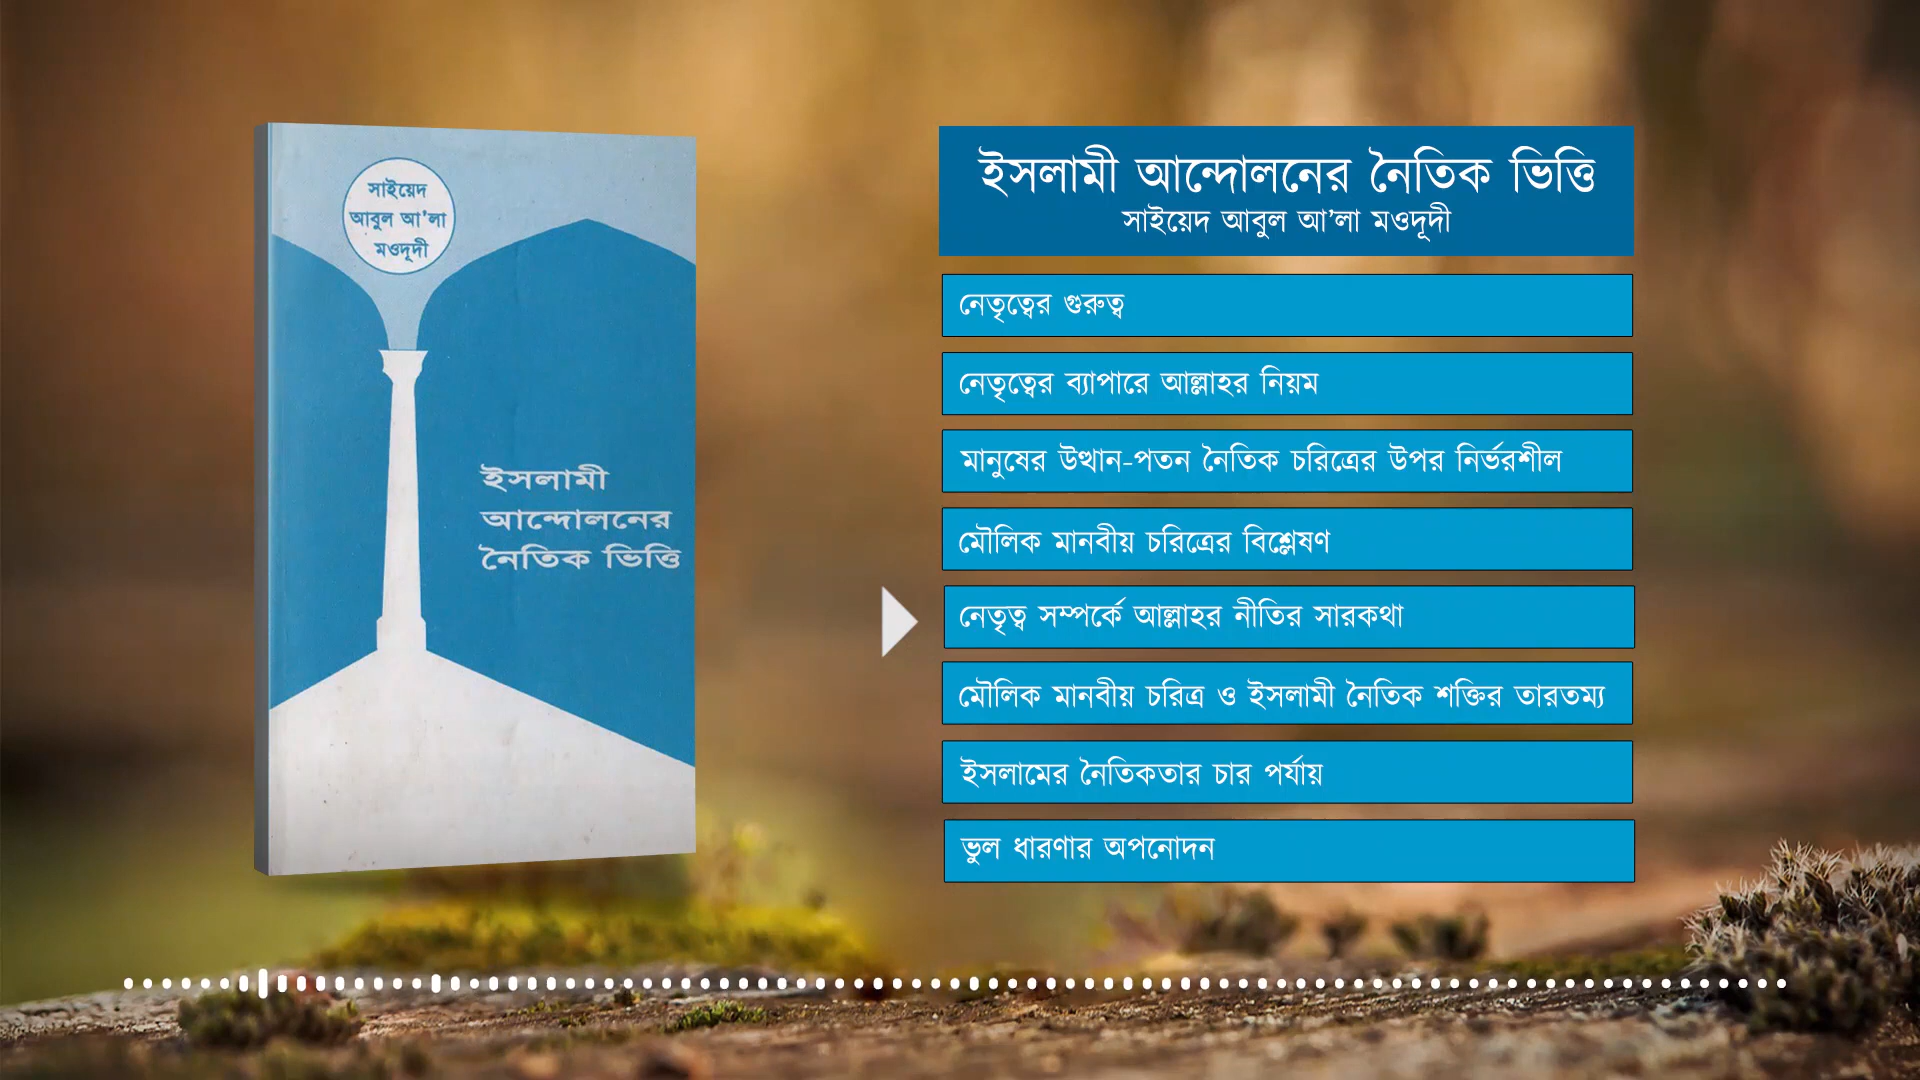 সাইয়েদ
আবুল আ'লা
মওদূদী
ইসলামী
আন্দোলনের
নৈতিক ভিত্তি
ইসলামী আন্দোলনের নৈতিক ভিত্তি
সাইয়েদ আবুল আ'লা মওদূদী
নেতৃত্বের গুরুত্ব
নেতৃত্বের ব্যাপারে আল্লাহর নিয়ম
মানুষের উত্থান-পতন নৈতিক চরিত্রের উপর নির্ভরশীল
মৌলিক মানবীয় চরিত্রের বিশ্লেষণ
নেতৃত্ব সম্পর্কে আল্লাহর নীতির সারকথা
মৌলিক মানবীয় চরিত্র ও ইসলামী নৈতিক শক্তির তারতম্য
ইসলামের নৈতিকতার চার পর্যায়
ভুল ধারণার অপনোদন